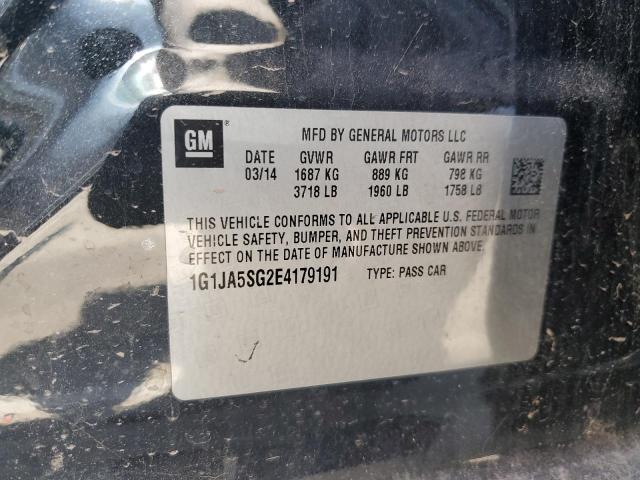 GM®
MFD BY GENERAL MOTORS LLC
DATE GVWR GAWR FRT GAWR RR
03/14 1687 KG 889 KG 798 KG
3718 LB 1960 LB 1758 LB
THIS VEHICLE CONFORMS TO ALL APPLICABLE U.S. FEDERAL MOTOR
VEHICLE SAFETY, BUMPER, AND THEFT PREVENTION STANDARDS IN
EFFECT ON THE DATE OF MANUFACTURE SHOWN ABOVE.
1G1JA5SG2E4179191 TYPE: PASS CAR